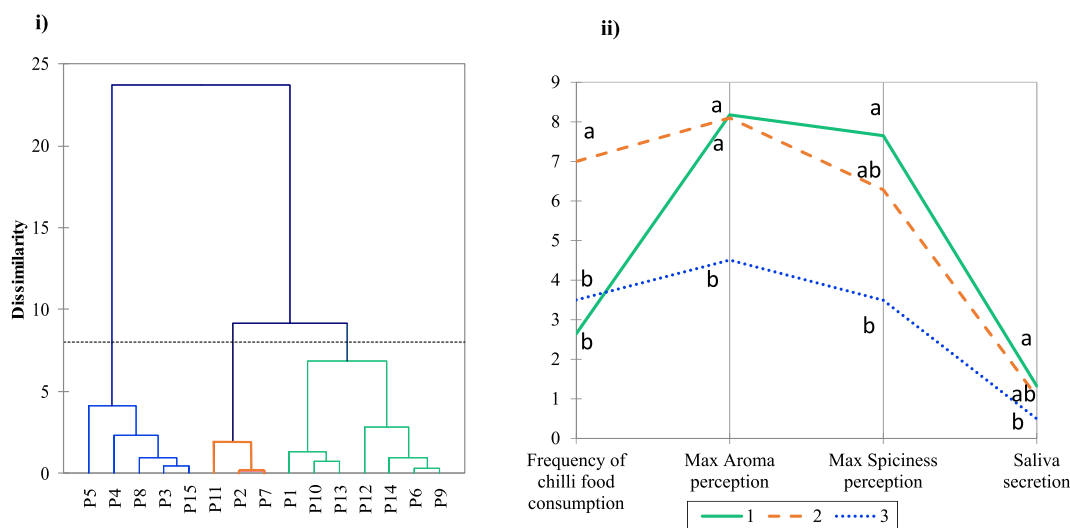 i)
25
20
15
10
5
0
Dissimilarity
P5
P4
P8
P3
P15
P11
P2
P7
P1
P10
P13
P12
P14
P6
P9
ii)
9
8
7
6
5
4
3
2
1
0
a
b
b
a
a
b
a
ab
b
a
ab
b
Frequency of
chilli food
consumption
Max Aroma
perception
Max Spiciness
perception
Saliva
secretion
1 2 3